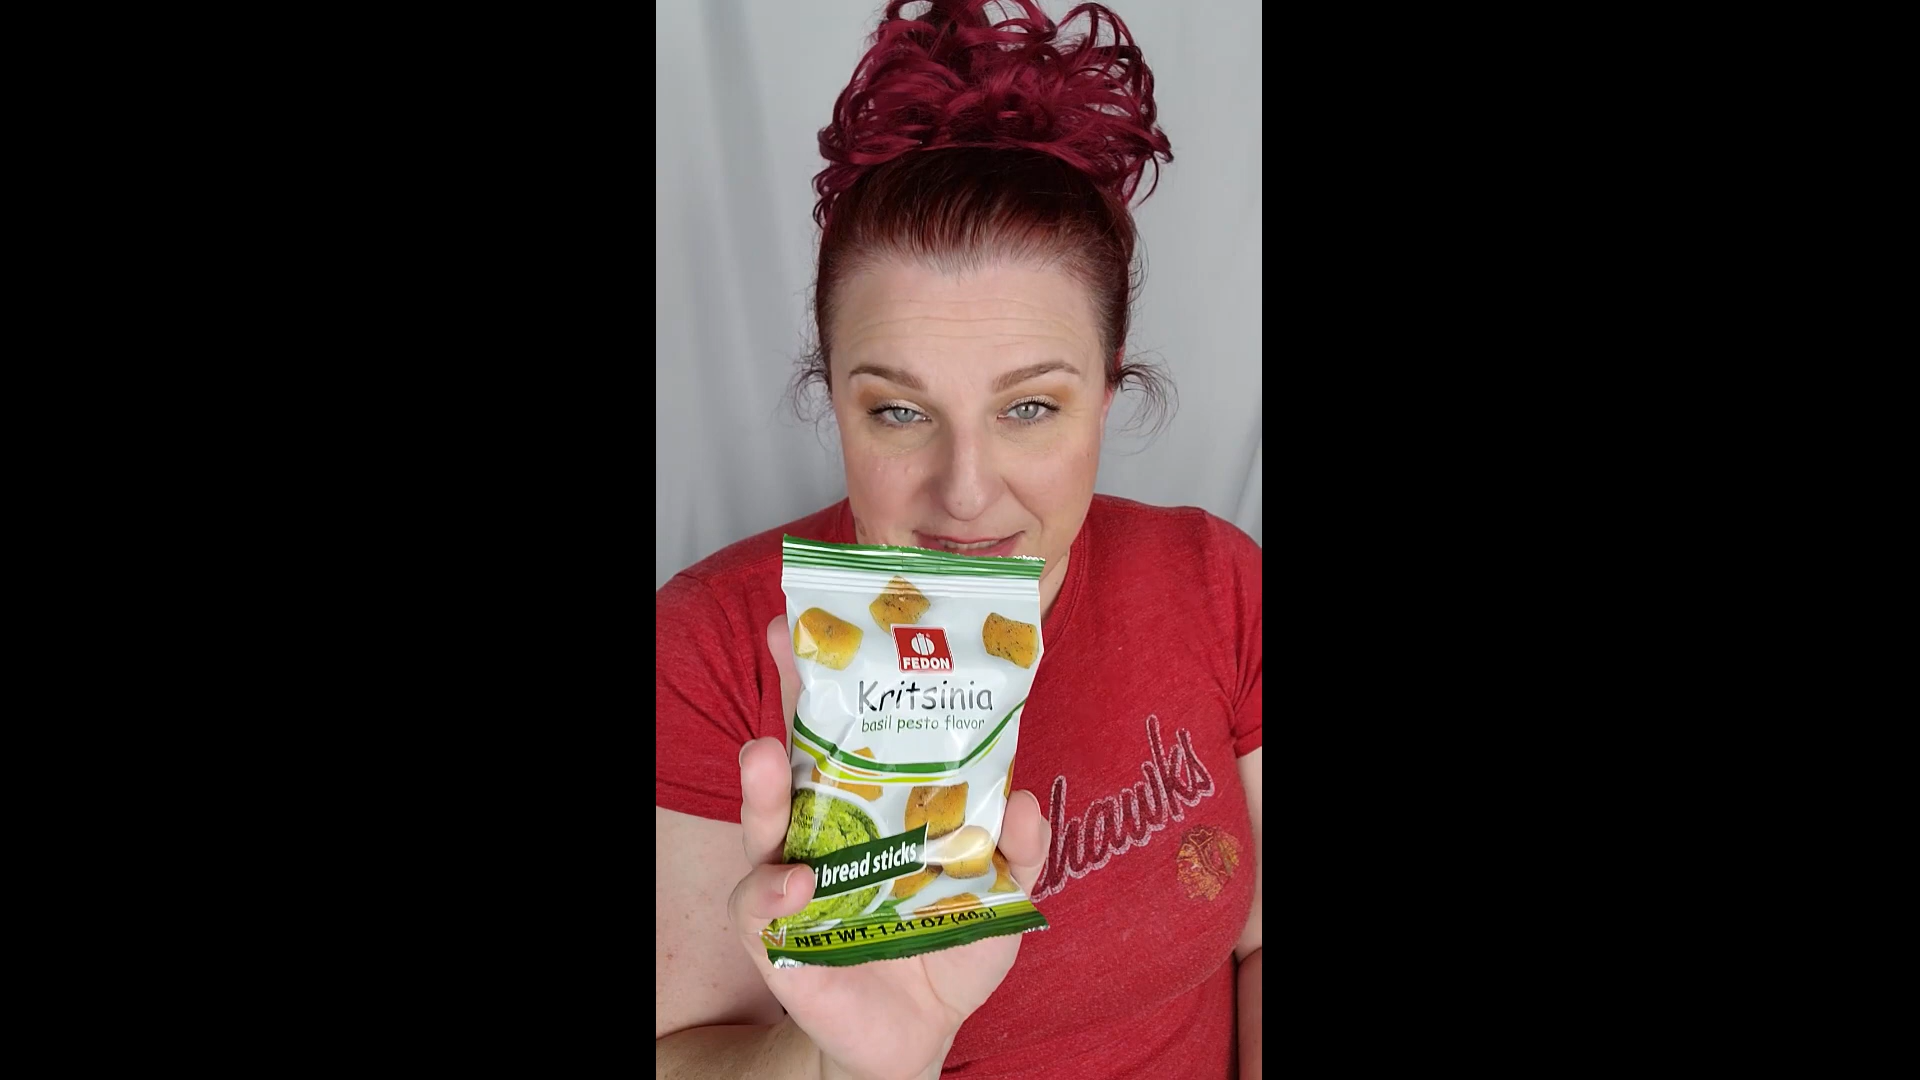 FEDON
Kritsinia
basil pesto flavor
bread sticks
NET WT. 1.41 OZ (40g)
hawks